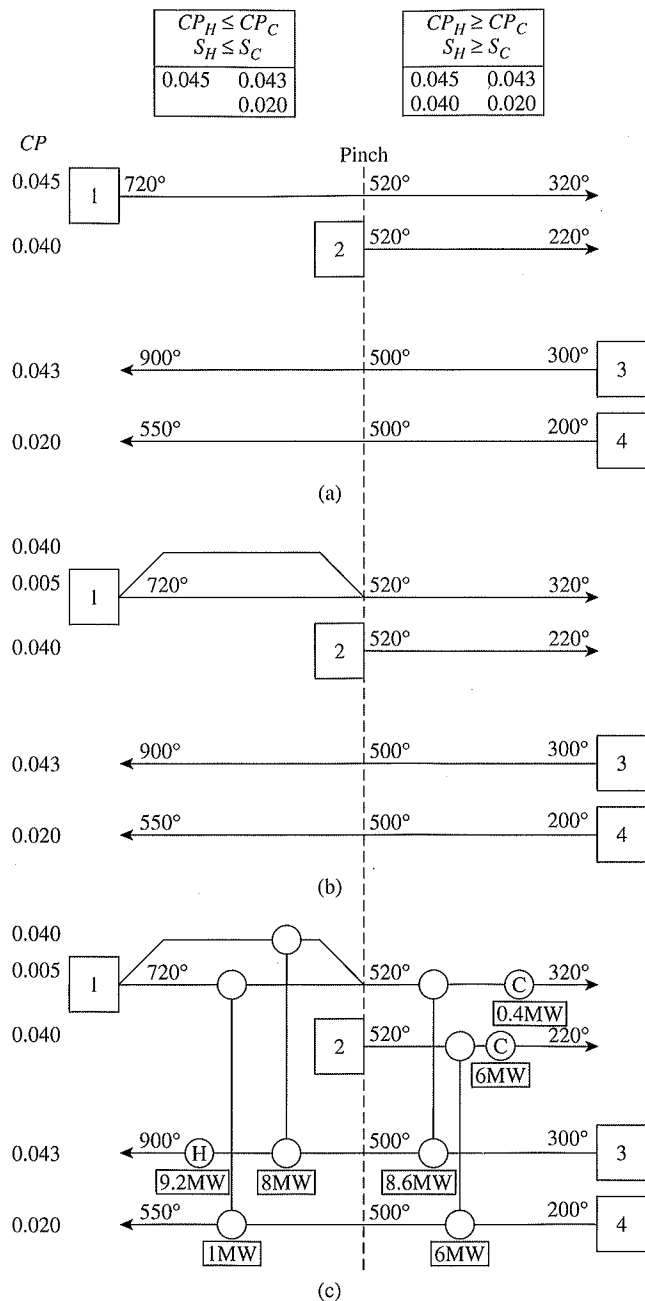 CP_H ≤ CP_C CP_H ≥ CP_C
S_H ≤ S_C S_H ≥ S_C
0.045 0.043 0.045 0.043
0.020 0.040 0.020
CP
Pinch
0.045 1 720° 520° 320°
0.040 2 520° 220°
0.043 900° 500° 300° 3
0.020 550° 500° 200° 4
(a)
0.040
0.005 1 720° 520° 320°
0.040 2 520° 220°
0.043 900° 500° 300° 3
0.020 550° 500° 200° 4
(b)
0.040
0.005 1 720° 520° C 320°
0.4MW
0.040 2 520° C 220°
6MW
0.043 900° H 500° 300° 3
9.2MW 8MW 8.6MW
0.020 550° 500° 200° 4
1MW 6MW
(c)